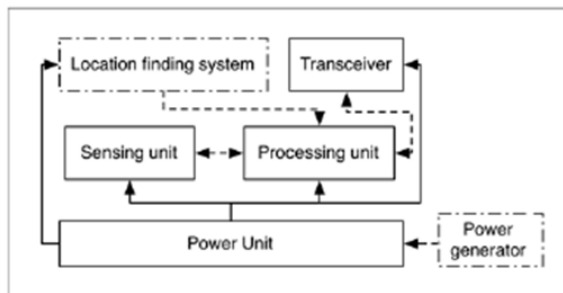 Location finding system
Transceiver
Sensing unit
Processing unit
Power Unit
Power
generator